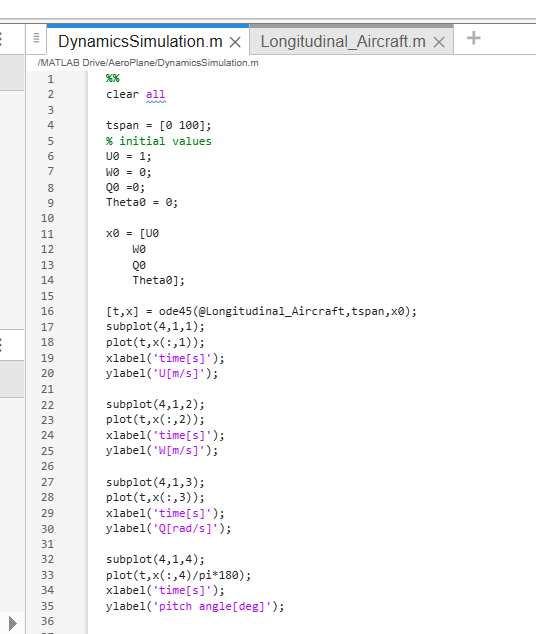 DynamicsSimulation.m × Longitudinal_Aircraft.m × +
/MATLAB Drive/AeroPlane/DynamicsSimulation.m
1 %%
2 clear all
3
4 tspan = [0 100];
5 % initial values
6 U0 = 1;
7 W0 = 0;
8 Q0 =0;
9 Theta0 = 0;
10
11 x0 = [U0
12 W0
13 Q0
14 Theta0];
15
16 [t,x] = ode45(@Longitudinal_Aircraft,tspan,x0);
17 subplot(4,1,1);
18 plot(t,x(:,1));
19 xlabel('time[s]');
20 ylabel('U[m/s]');
21
22 subplot(4,1,2);
23 plot(t,x(:,2));
24 xlabel('time[s]');
25 ylabel('W[m/s]');
26
27 subplot(4,1,3);
28 plot(t,x(:,3));
29 xlabel('time[s]');
30 ylabel('Q[rad/s]');
31
32 subplot(4,1,4);
33 plot(t,x(:,4)/pi*180);
34 xlabel('time[s]');
35 ylabel('pitch angle[deg]');
36